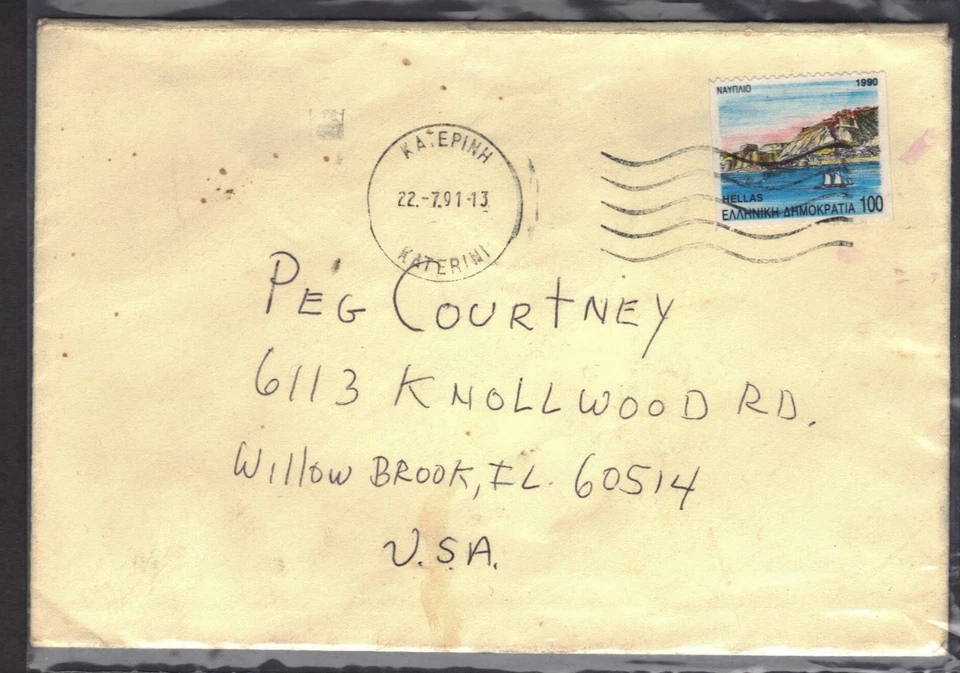 ΝΑΥΠΛΙΟ 1990
HELLAS
ΕΛΛΗΝΙΚΗ ΔΗΜΟΚΡΑΤΙΑ 100
ΚΑΤΕΡΙΝΗ
22.-7.91-13
KATERINI
PEG COURTNEY
6113 KNOLLWOOD RD.
Willow BROOK, IL. 60514
U.S.A.